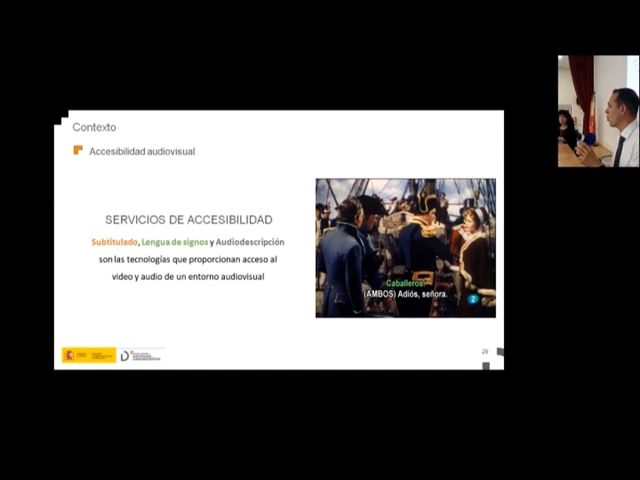 Contexto
Accesibilidad audiovisual
SERVICIOS DE ACCESIBILIDAD
Subtitulado, Lengua de signos y Audiodescripción
son las tecnologías que proporcionan acceso al
video y audio de un entorno audiovisual
Caballeros.
(AMBOS) Adiós, señora.
2
29